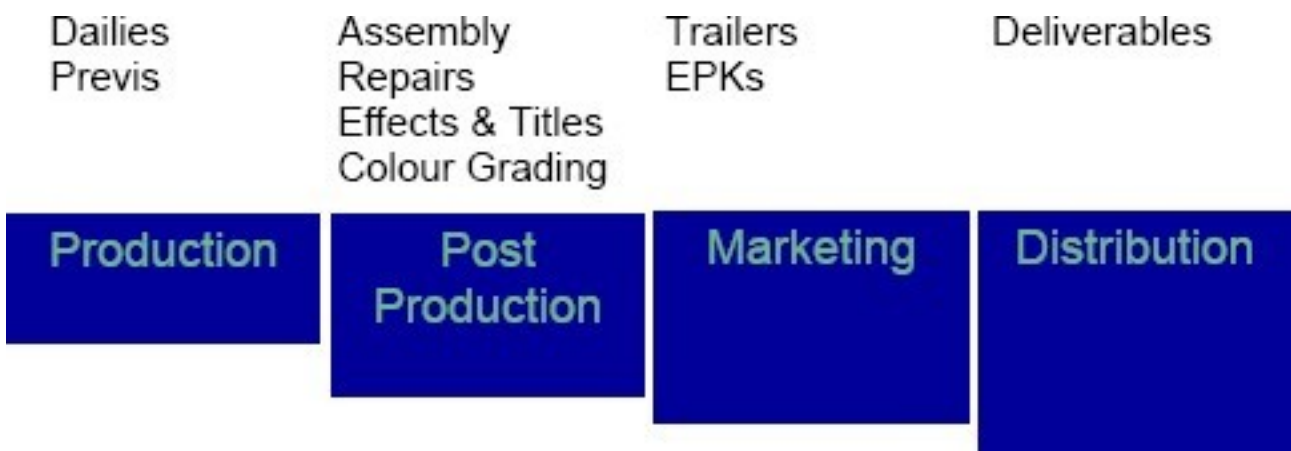 Dailies
Previs
Assembly
Repairs
Effects & Titles
Colour Grading
Trailers
EPKs
Deliverables
Production
Post
Production
Marketing
Distribution